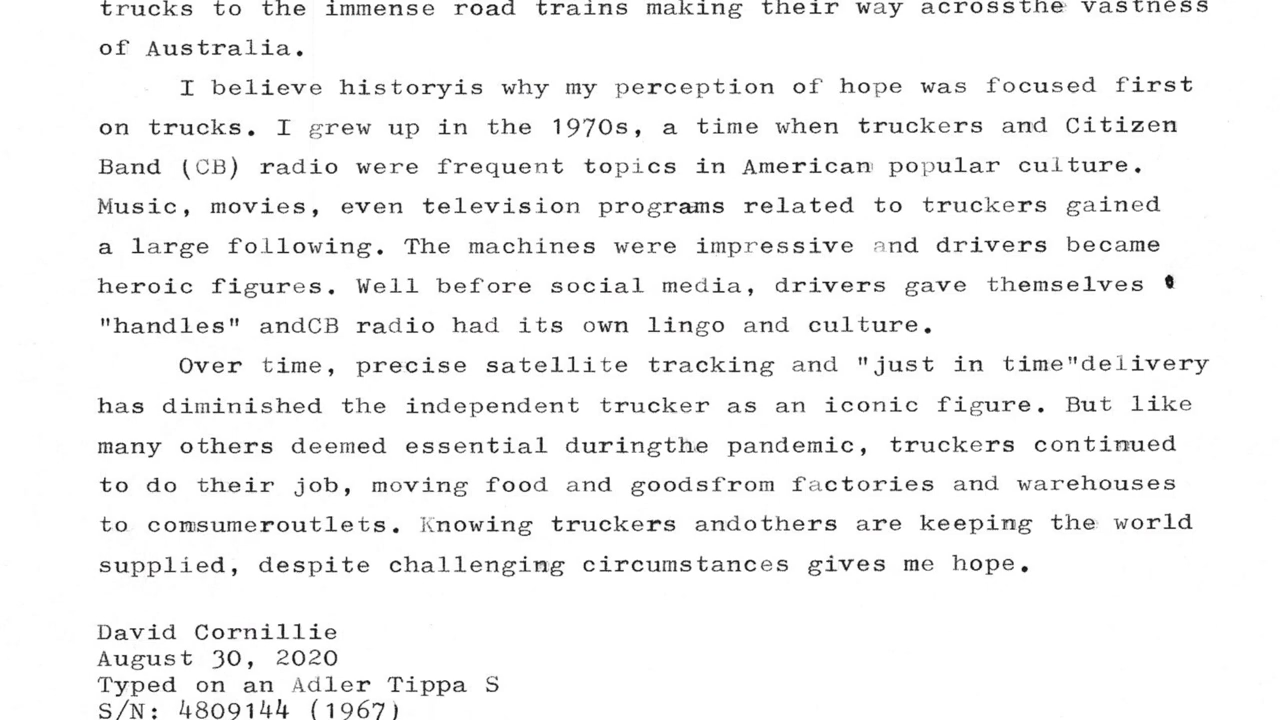 trucks to the immense road trains making their way acrossthe vastness
of Australia.
I believe historyis why my perception of hope was focused first
on trucks. I grew up in the 1970s, a time when truckers and Citizen
Band (CB) radio were frequent topics in American popular culture.
Music, movies, even television programs related to truckers gained
a large following. The machines were impressive and drivers became
heroic figures. Well before social media, drivers gave themselves
"handles" andCB radio had its own lingo and culture.
Over time, precise satellite tracking and "just in time"delivery
has diminished the independent trucker as an iconic figure. But like
many others deemed essential duringthe pandemic, truckers continued
to do their job, moving food and goodsfrom factories and warehouses
to comsumeroutlets. Knowing truckers andothers are keeping the world
supplied, despite challenging circumstances gives me hope.
David Cornillie
August 30, 2020
Typed on an Adler Tippa S
S/N: 4809144 (1967)